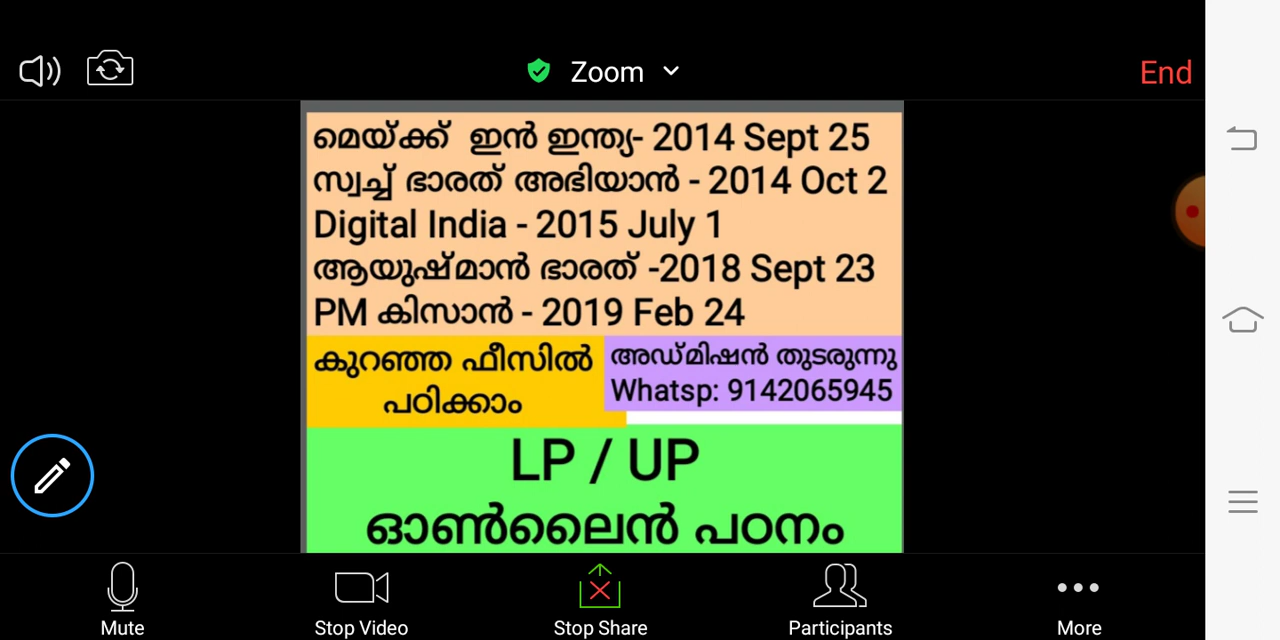 Zoom
End
മെയ്ക്ക് ഇൻ ഇന്ത്യ- 2014 Sept 25
സ്വച്ച് ഭാരത് അഭിയാൻ - 2014 Oct 2
Digital India - 2015 July 1
ആയുഷ്മാൻ ഭാരത് -2018 Sept 23
PM കിസാൻ - 2019 Feb 24
കുറഞ്ഞ ഫീസിൽ
പഠിക്കാം
അഡ്മിഷൻ തുടരുന്നു
Whatsp: 9142065945
LP / UP
ഓൺലൈൻ പഠനം
Mute
Stop Video
Stop Share
Participants
More